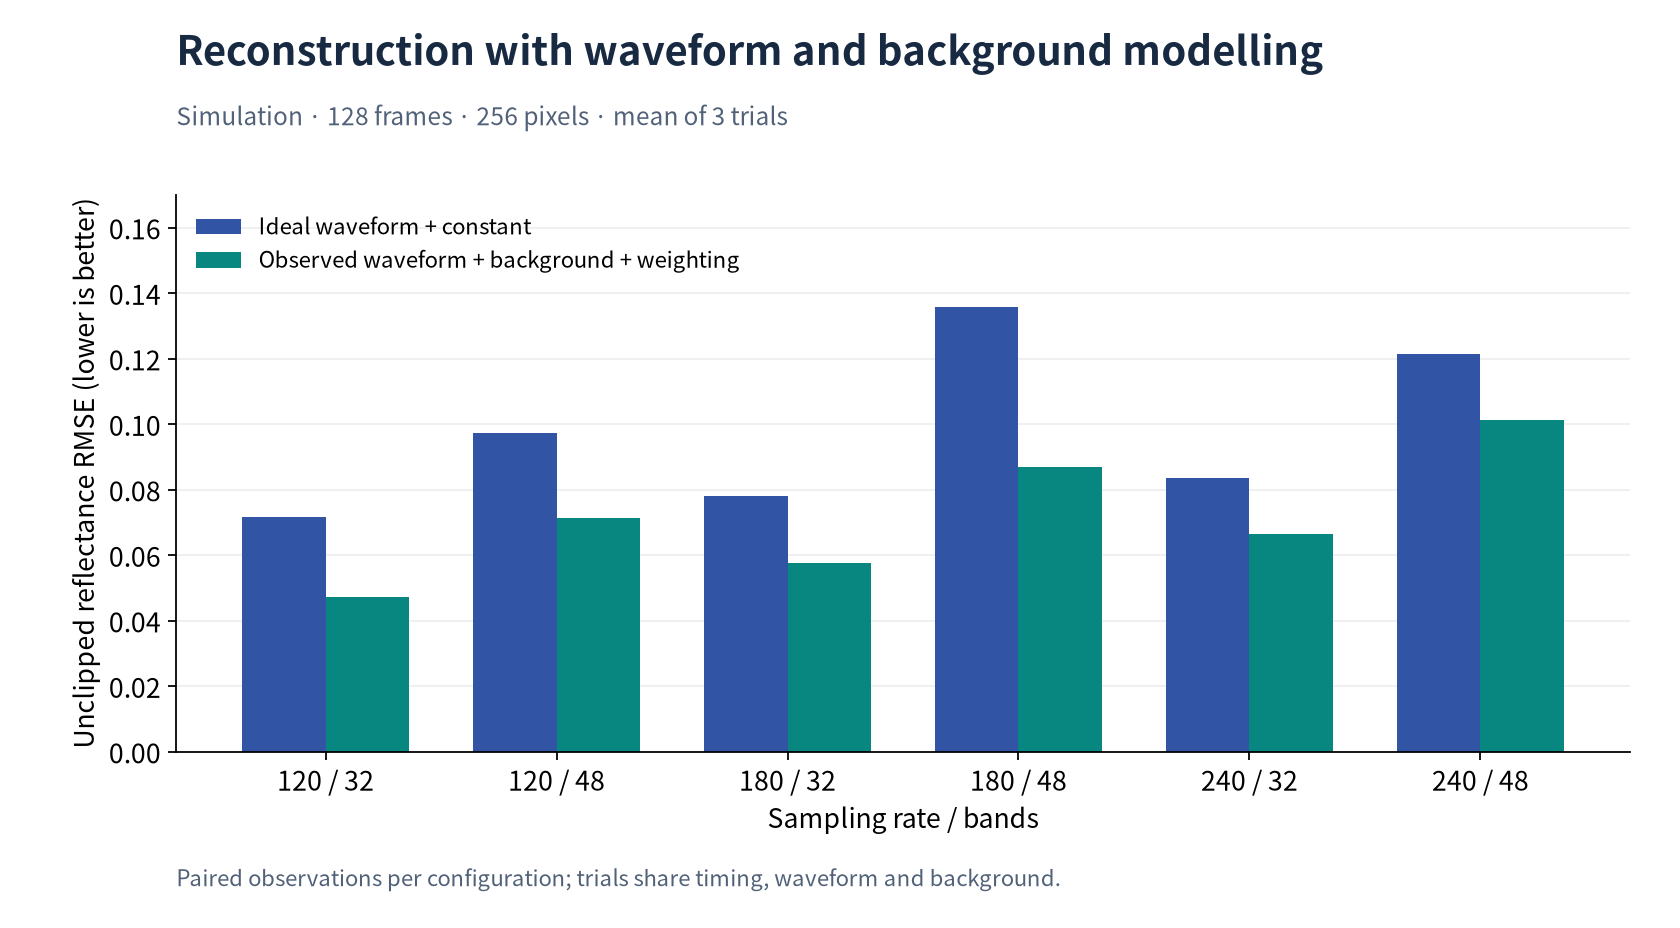 Reconstruction with waveform and background modelling
Simulation · 128 frames · 256 pixels · mean of 3 trials
Unclipped reflectance RMSE (lower is better)
Ideal waveform + constant
Observed waveform + background + weighting
0.16
0.14
0.12
0.10
0.08
0.06
0.04
0.02
0.00
120 / 32
120 / 48
180 / 32
180 / 48
240 / 32
240 / 48
Sampling rate / bands
Paired observations per configuration; trials share timing, waveform and background.